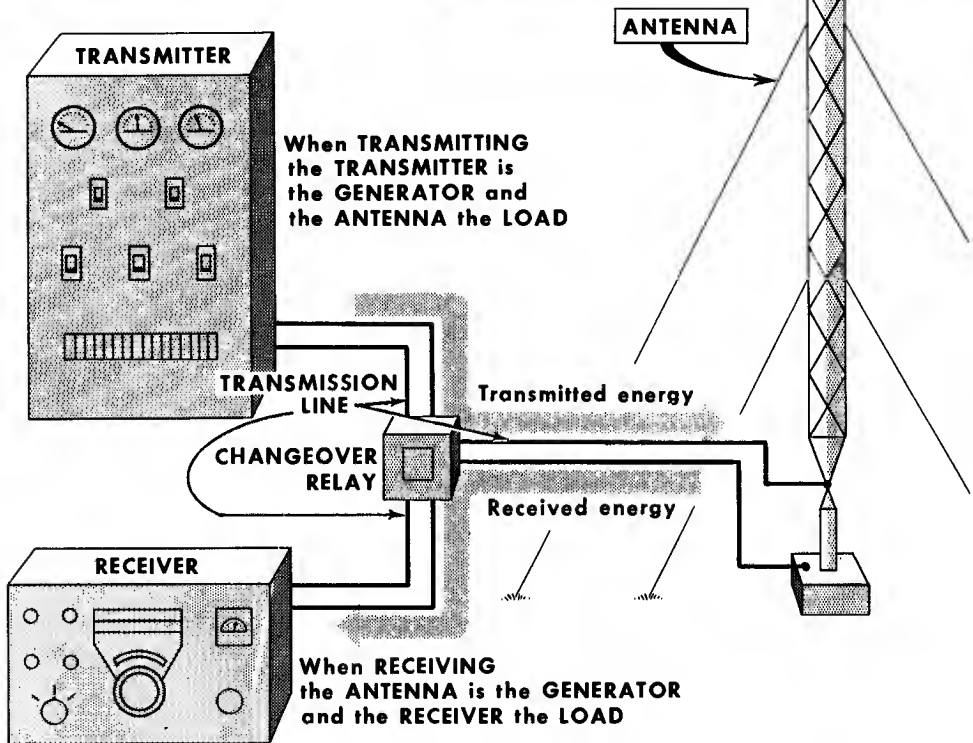 ANTENNA
TRANSMITTER
When TRANSMITTING
the TRANSMITTER is
the GENERATOR and
the ANTENNA the LOAD
TRANSMISSION
LINE
Transmitted energy
CHANGEOVER
RELAY
Received energy
RECEIVER
When RECEIVING
the ANTENNA is the GENERATOR
and the RECEIVER the LOAD